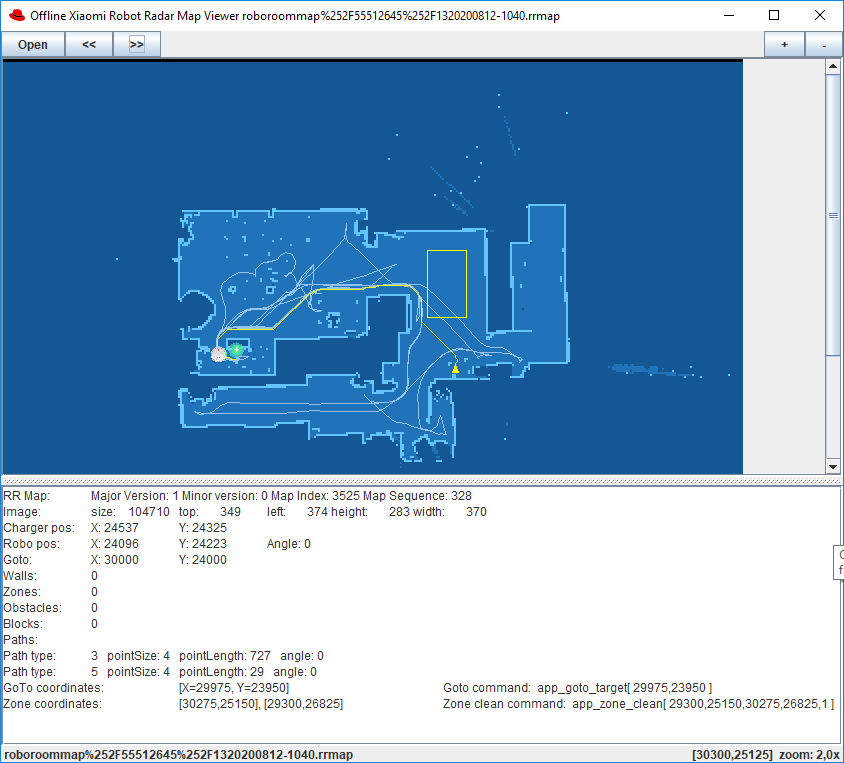 Offline Xiaomi Robot Radar Map Viewer roboroommap%252F55512645%252F1320200812-1040.rrmap
Open << >> + -
RR Map: Major Version: 1 Minor version: 0 Map Index: 3525 Map Sequence: 328
Image: size: 104710 top: 349 left: 374 height: 283 width: 370
Charger pos: X: 24537 Y: 24325
Robo pos: X: 24096 Y: 24223 Angle: 0
Goto: X: 30000 Y: 24000
Walls: 0
Zones: 0
Obstacles: 0
Blocks: 0
Paths:
Path type: 3 pointSize: 4 pointLength: 727 angle: 0
Path type: 5 pointSize: 4 pointLength: 29 angle: 0
GoTo coordinates: [X=29975, Y=23950] Goto command: app_goto_target[ 29975,23950 ]
Zone coordinates: [30275,25150], [29300,26825] Zone clean command: app_zone_clean[ 29300,25150,30275,26825,1 ]
roboroommap%252F55512645%252F1320200812-1040.rrmap [30300,25125] zoom: 2,0x